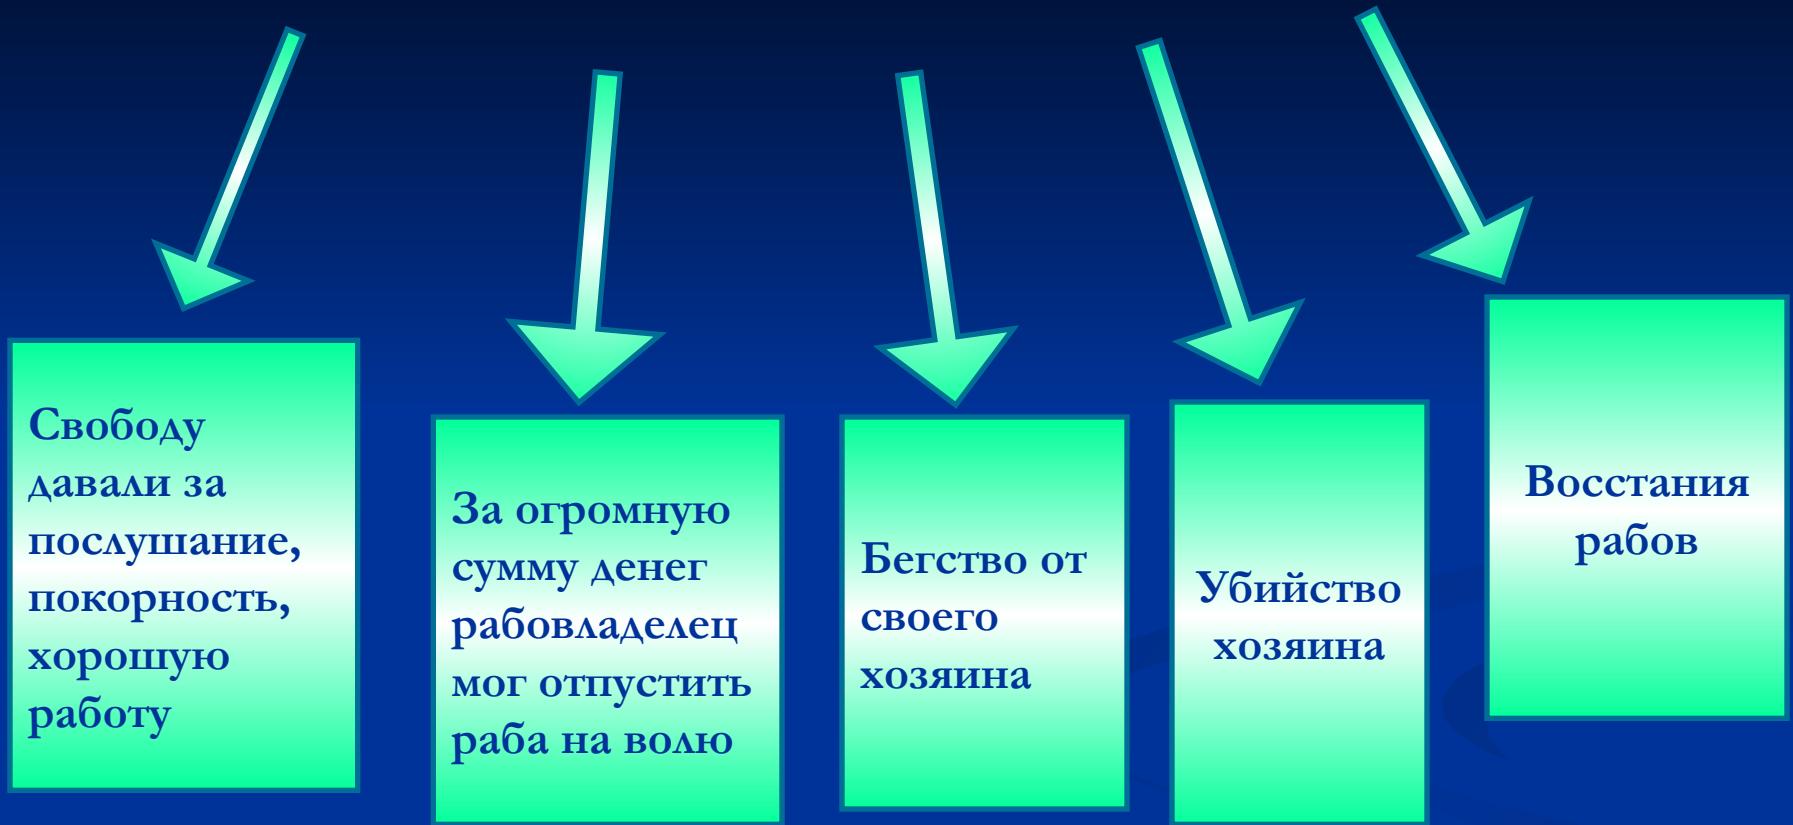 Свободу
давали за
послушание,
покорность,
хорошую
работу
За огромную
сумму денег
рабовладелец
мог отпустить
раба на волю
Бегство от
своего
хозяина
Убийство
хозяина
Восстания
рабов